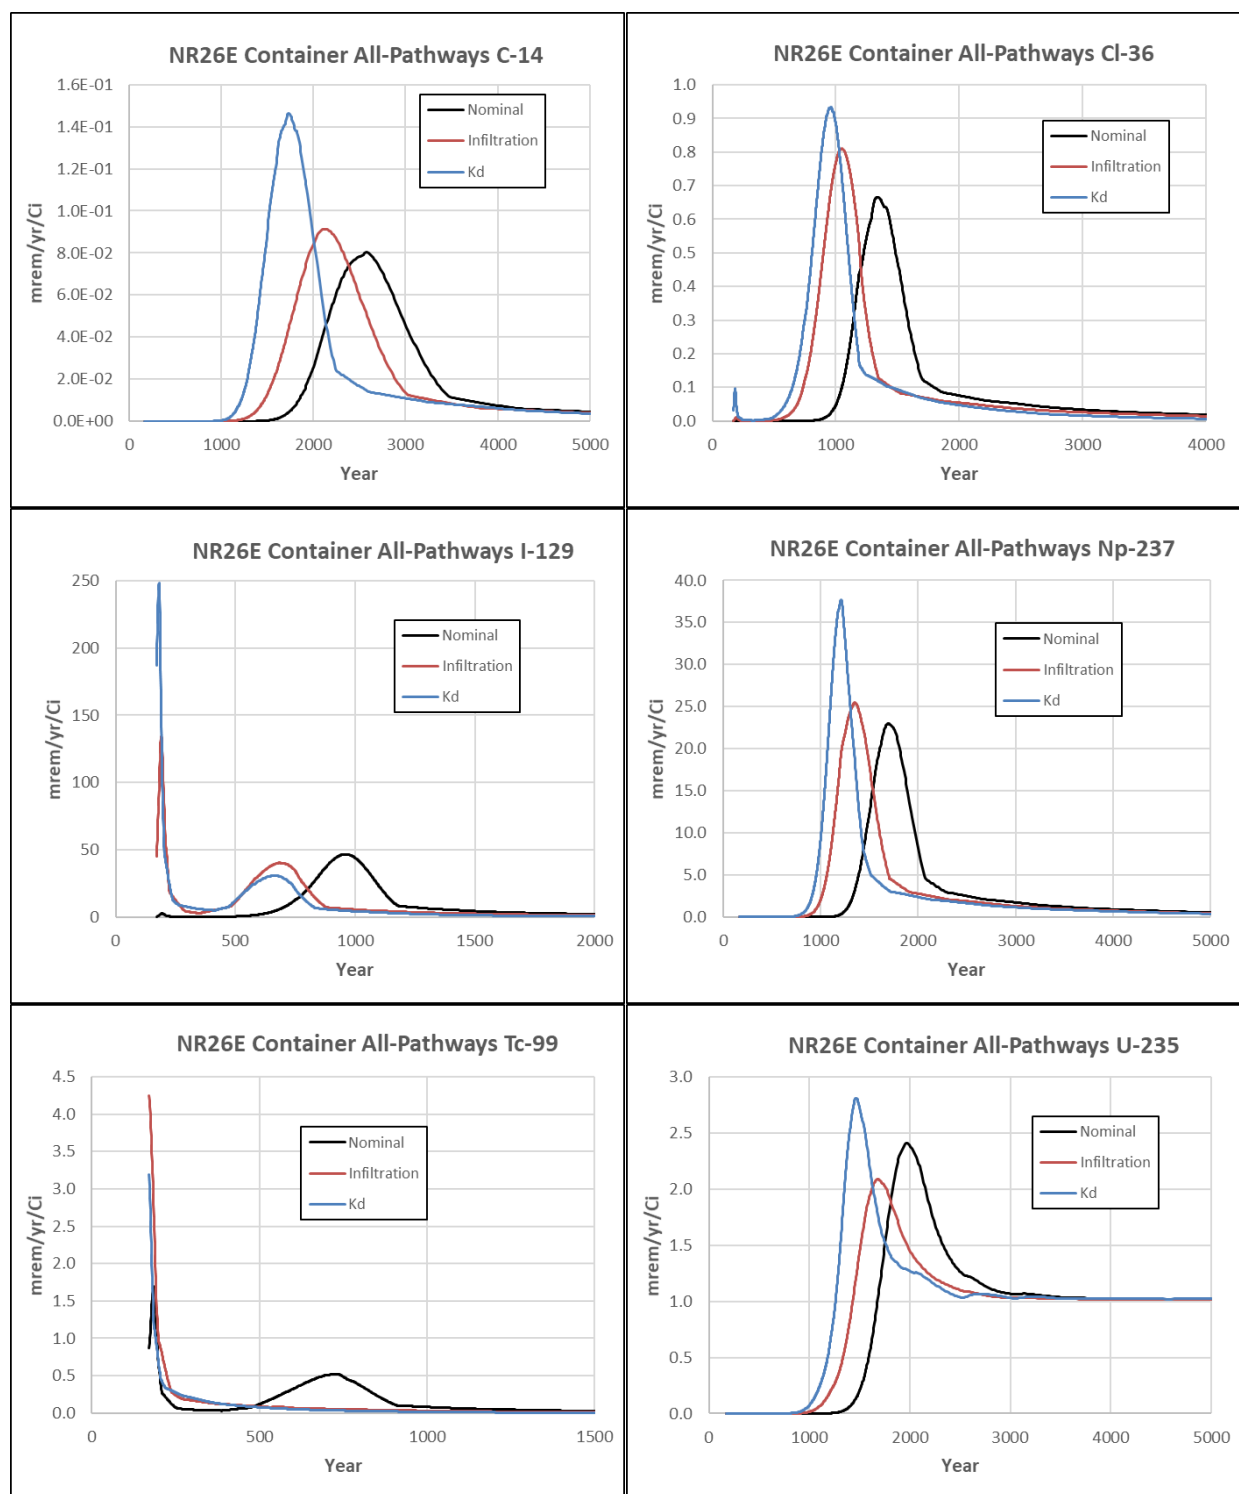 NR26E Container All-Pathways C-14
1.6E-01
1.4E-01
1.2E-01
1.0E-01
8.0E-02
6.0E-02
4.0E-02
2.0E-02
0.0E+00
mrem/yr/Ci
Nominal
Infiltration
Kd
0 1000 2000 3000 4000 5000
Year
NR26E Container All-Pathways Cl-36
1.0
0.9
0.8
0.7
0.6
0.5
0.4
0.3
0.2
0.1
0.0
mrem/yr/Ci
Nominal
Infiltration
Kd
0 1000 2000 3000 4000
Year
NR26E Container All-Pathways I-129
250
200
150
100
50
0
mrem/yr/Ci
Nominal
Infiltration
Kd
0 500 1000 1500 2000
Year
NR26E Container All-Pathways Np-237
40.0
35.0
30.0
25.0
20.0
15.0
10.0
5.0
0.0
mrem/yr/Ci
Nominal
Infiltration
Kd
0 1000 2000 3000 4000 5000
Year
NR26E Container All-Pathways Tc-99
4.5
4.0
3.5
3.0
2.5
2.0
1.5
1.0
0.5
0.0
mrem/yr/Ci
Nominal
Infiltration
Kd
0 500 1000 1500
Year
NR26E Container All-Pathways U-235
3.0
2.5
2.0
1.5
1.0
0.5
0.0
mrem/yr/Ci
Nominal
Infiltration
Kd
0 1000 2000 3000 4000 5000
Year